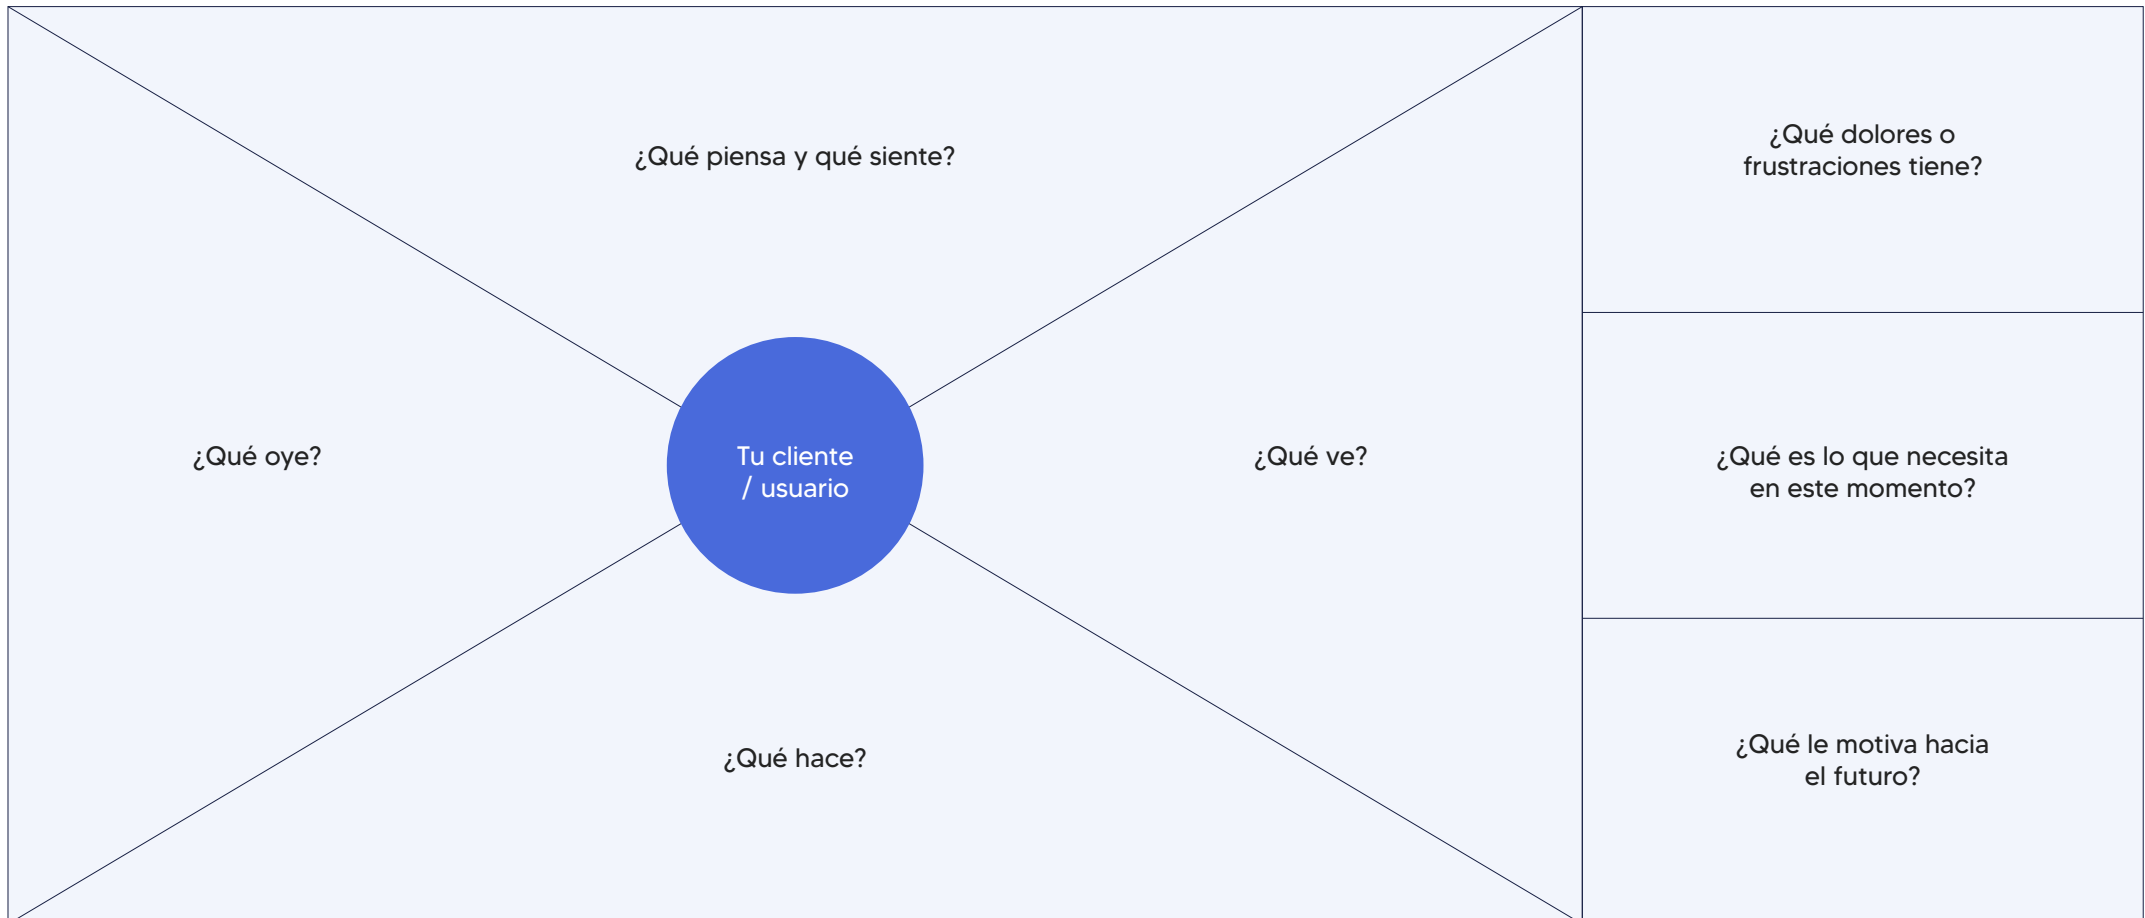 ¿Qué piensa y qué siente?
¿Qué oye?
Tu cliente
/ usuario
¿Qué ve?
¿Qué hace?
¿Qué dolores o
frustraciones tiene?
¿Qué es lo que necesita
en este momento?
¿Qué le motiva hacia
el futuro?